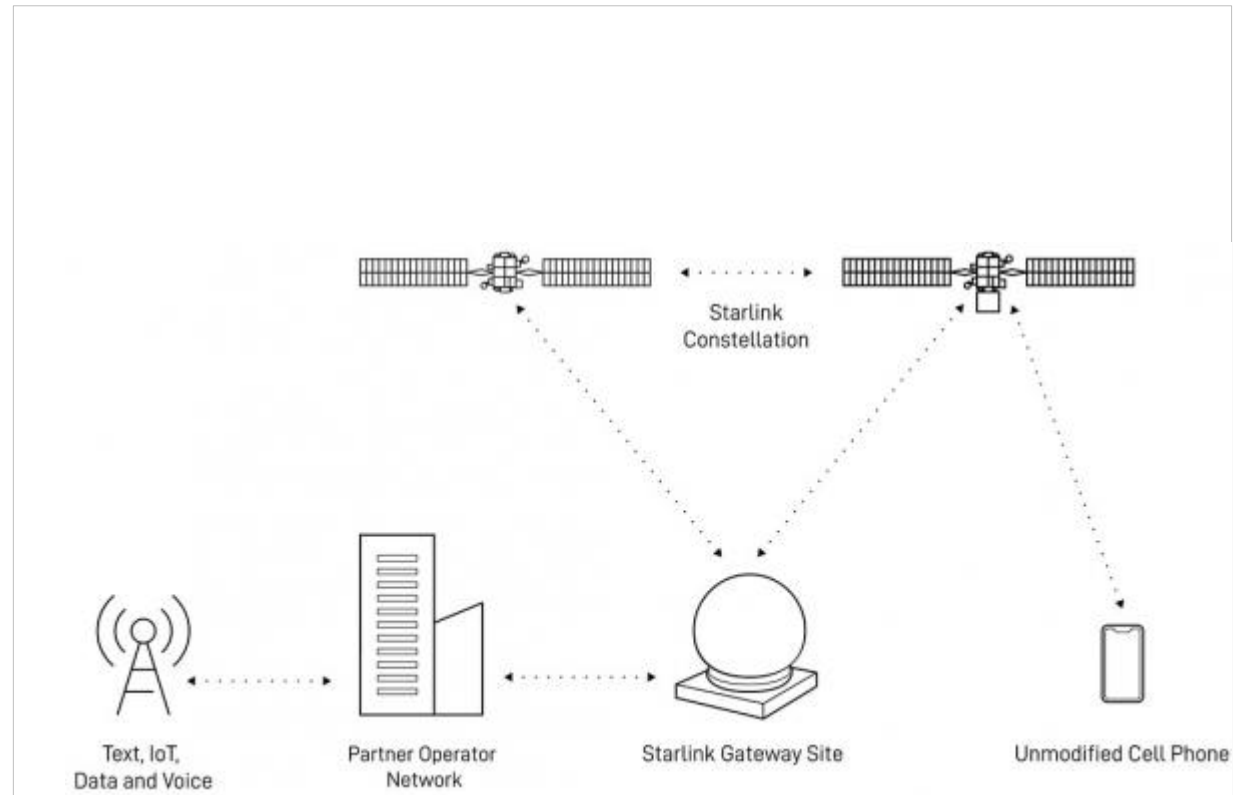 Starlink
Constellation
Text, IoT,
Data and Voice
Partner Operator
Network
Starlink Gateway Site
Unmodified Cell Phone